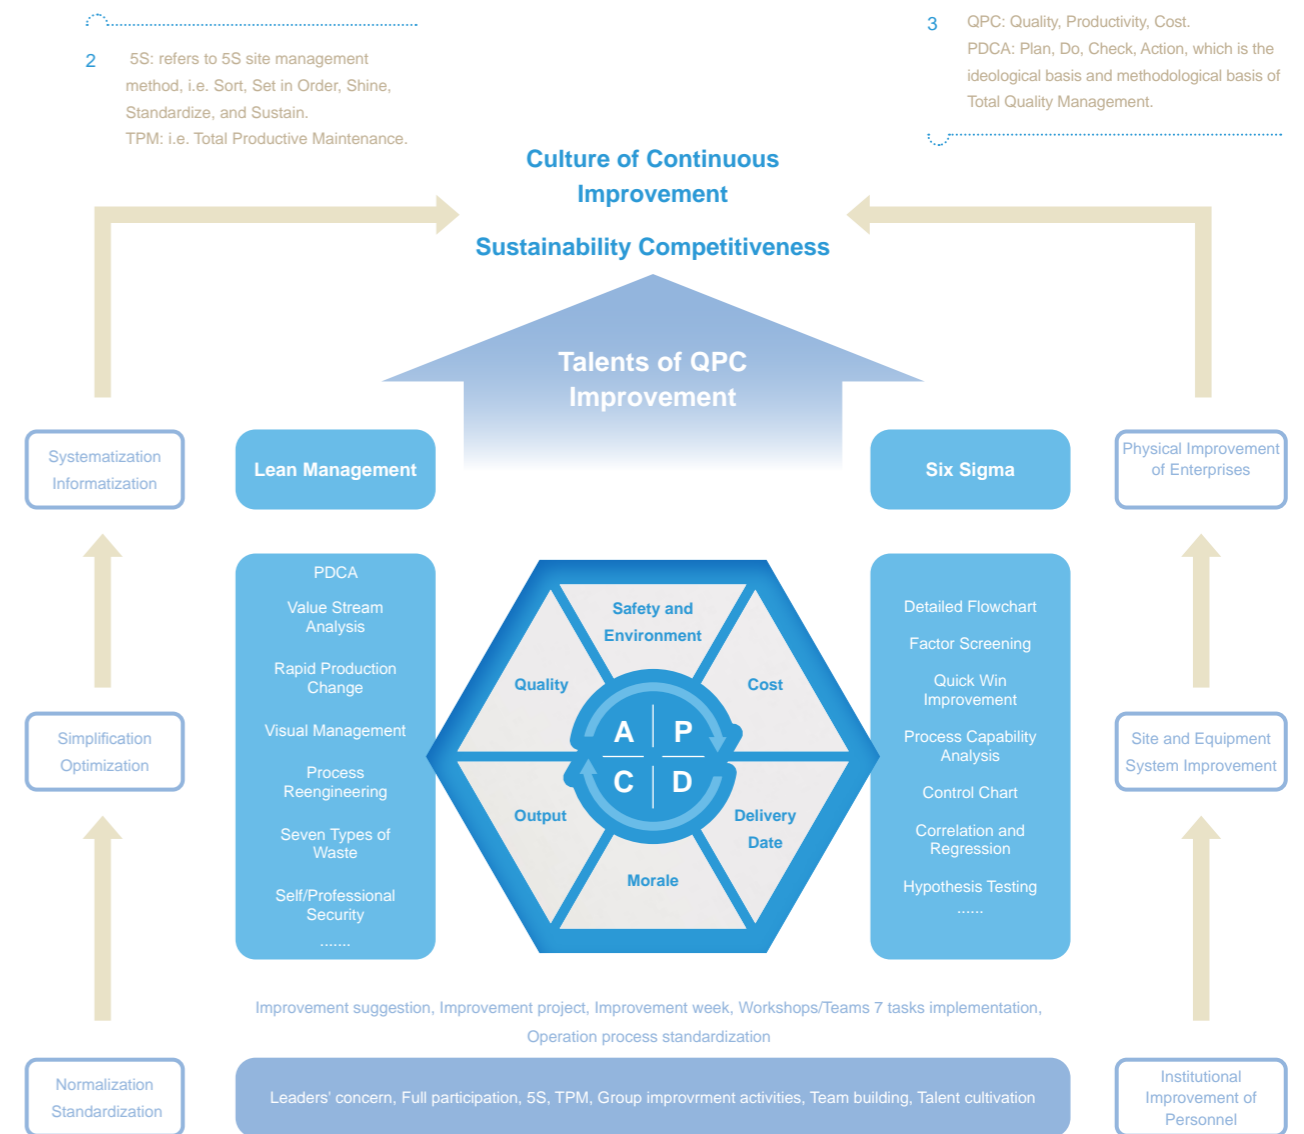 2
5S: refers to 5S site management
method, i.e. Sort, Set in Order, Shine,
Standardize, and Sustain.
TPM: i.e. Total Productive Maintenance.
3
QPC: Quality, Productivity, Cost.
PDCA: Plan, Do, Check, Action, which is the
ideological basis and methodological basis of
Total Quality Management.
Culture of Continuous
Improvement
Sustainability Competitiveness
Talents of QPC
Improvement
Systematization
Informatization
Simplification
Optimization
Normalization
Standardization
Lean Management
PDCA
Value Stream
Analysis
Rapid Production
Change
Visual Management
Process
Reengineering
Seven Types of
Waste
Self/Professional
Security
.......
Safety and
Environment
Quality
Cost
A
P
C
D
Output
Delivery
Date
Morale
Six Sigma
Detailed Flowchart
Factor Screening
Quick Win
Improvement
Process Capability
Analysis
Control Chart
Correlation and
Regression
Hypothesis Testing
......
Physical Improvement
of Enterprises
Site and Equipment
System Improvement
Institutional
Improvement of
Personnel
Improvement suggestion, Improvement project, Improvement week, Workshops/Teams 7 tasks implementation,
Operation process standardization
Leaders' concern, Full participation, 5S, TPM, Group improvrment activities, Team building, Talent cultivation